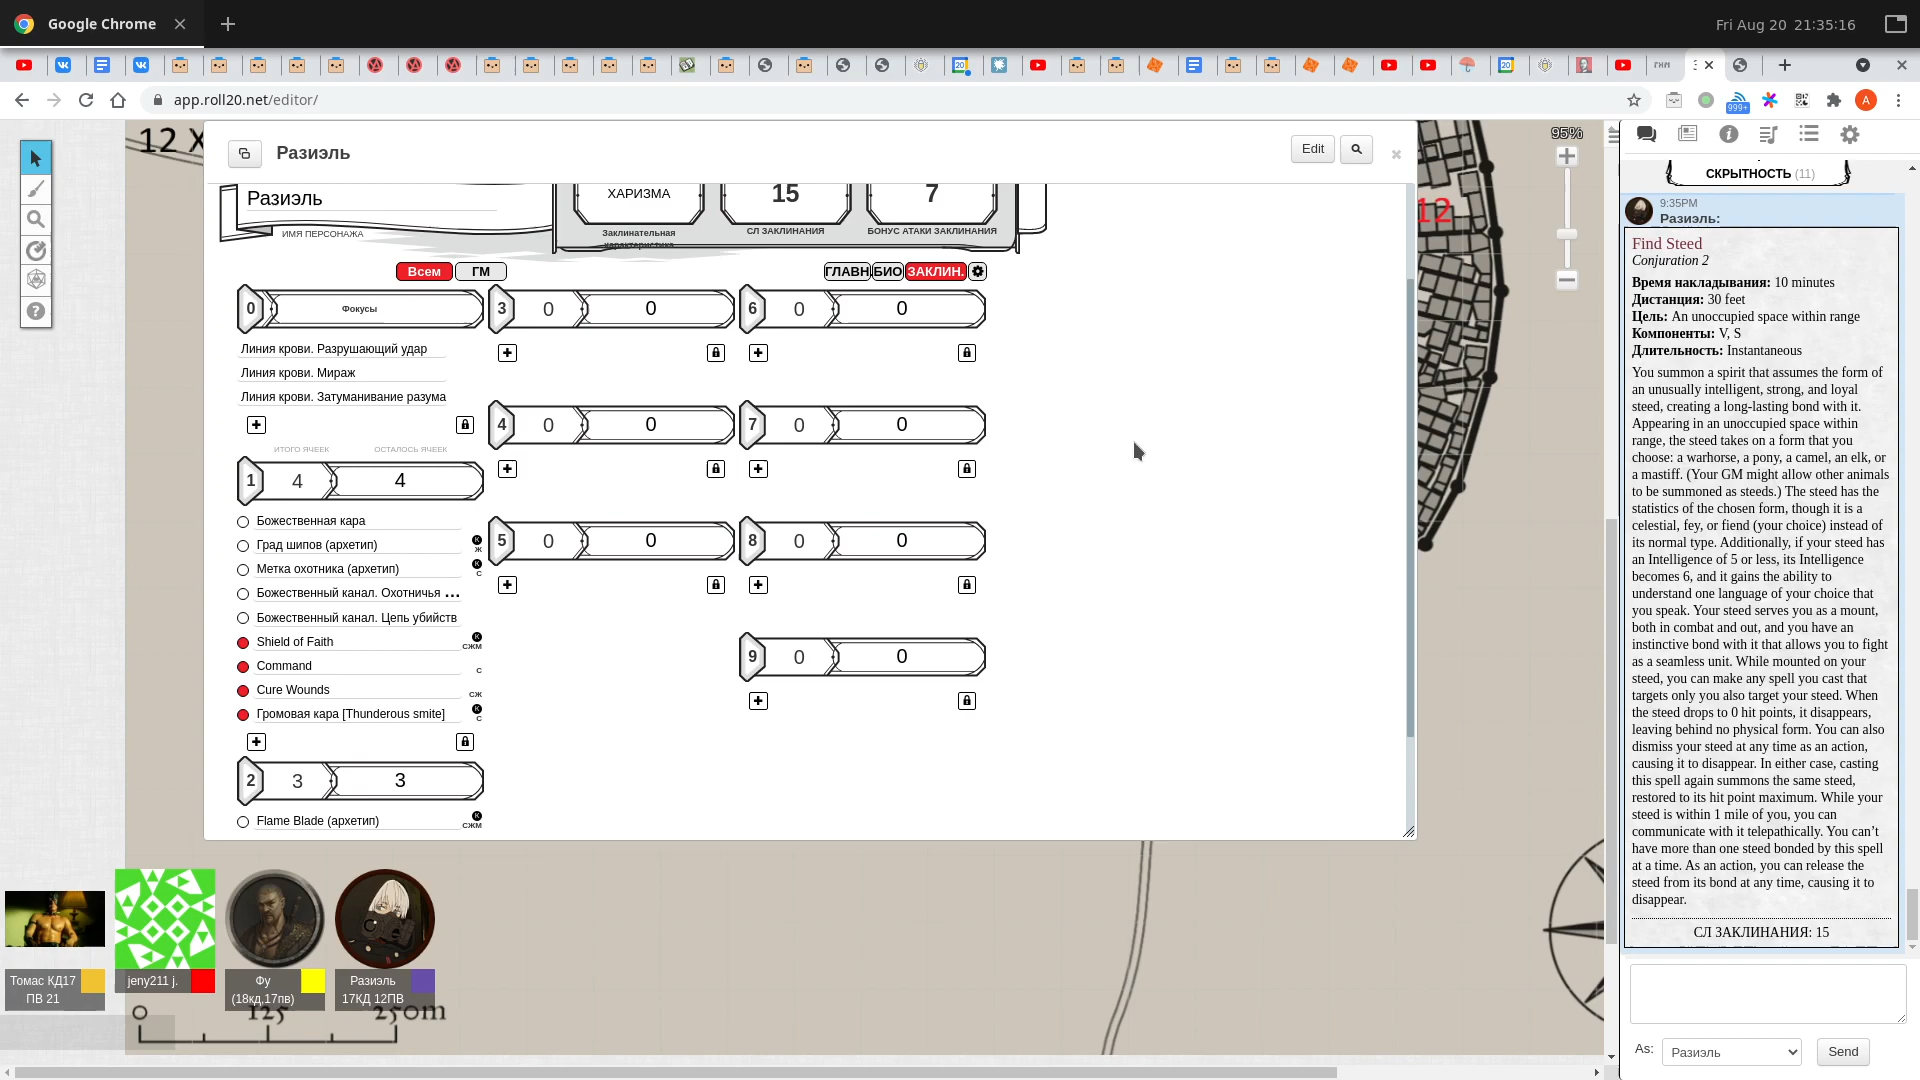 Google Chrome
Fri Aug 20 21:35:16
app.roll20.net/editor/
999+
A
12 X
Разиэль
Edit
95%
12
Разиэль
ИМЯ ПЕРСОНАЖА
ХАРИЗМА
Заклинательная
характеристика
15
СЛ ЗАКЛИНАНИЯ
7
БОНУС АТАКИ ЗАКЛИНАНИЯ
Всем
ГМ
ГЛАВН
БИО
ЗАКЛИН.
0
Фокусы
Линия крови. Разрушающий удар
Линия крови. Мираж
Линия крови. Затуманивание разума
ИТОГО ЯЧЕЕК
ОСТАЛОСЬ ЯЧЕЕК
1 4 4
Божественная кара
Град шипов (архетип)
К
Ж
Метка охотника (архетип)
К
С
Божественный канал. Охотничья ...
Божественный канал. Цепь убийств
Shield of Faith
К
СЖМ
Command
С
Cure Wounds
СЖ
Громовая кара [Thunderous smite]
К
С
2 3 3
Flame Blade (архетип)
К
СЖМ
3 0 0
4 0 0
5 0 0
6 0 0
7 0 0
8 0 0
9 0 0
Томас КД17
ПВ 21
jeny211 j.
Фу
(18кд,17пв)
Разиэль
17КД 12ПВ
0 125 250m
СКРЫТНОСТЬ (11)
9:35PM
Разиэль:
Find Steed
Conjuration 2
Время накладывания: 10 minutes
Дистанция: 30 feet
Цель: An unoccupied space within range
Компоненты: V, S
Длительность: Instantaneous
You summon a spirit that assumes the form of
an unusually intelligent, strong, and loyal
steed, creating a long-lasting bond with it.
Appearing in an unoccupied space within
range, the steed takes on a form that you
choose: a warhorse, a pony, a camel, an elk, or
a mastiff. (Your GM might allow other animals
to be summoned as steeds.) The steed has the
statistics of the chosen form, though it is a
celestial, fey, or fiend (your choice) instead of
its normal type. Additionally, if your steed has
an Intelligence of 5 or less, its Intelligence
becomes 6, and it gains the ability to
understand one language of your choice that
you speak. Your steed serves you as a mount,
both in combat and out, and you have an
instinctive bond with it that allows you to fight
as a seamless unit. While mounted on your
steed, you can make any spell you cast that
targets only you also target your steed. When
the steed drops to 0 hit points, it disappears,
leaving behind no physical form. You can also
dismiss your steed at any time as an action,
causing it to disappear. In either case, casting
this spell again summons the same steed,
restored to its hit point maximum. While your
steed is within 1 mile of you, you can
communicate with it telepathically. You can't
have more than one steed bonded by this spell
at a time. As an action, you can release the
steed from its bond at any time, causing it to
disappear.
СЛ ЗАКЛИНАНИЯ: 15
As:
Разиэль
Send